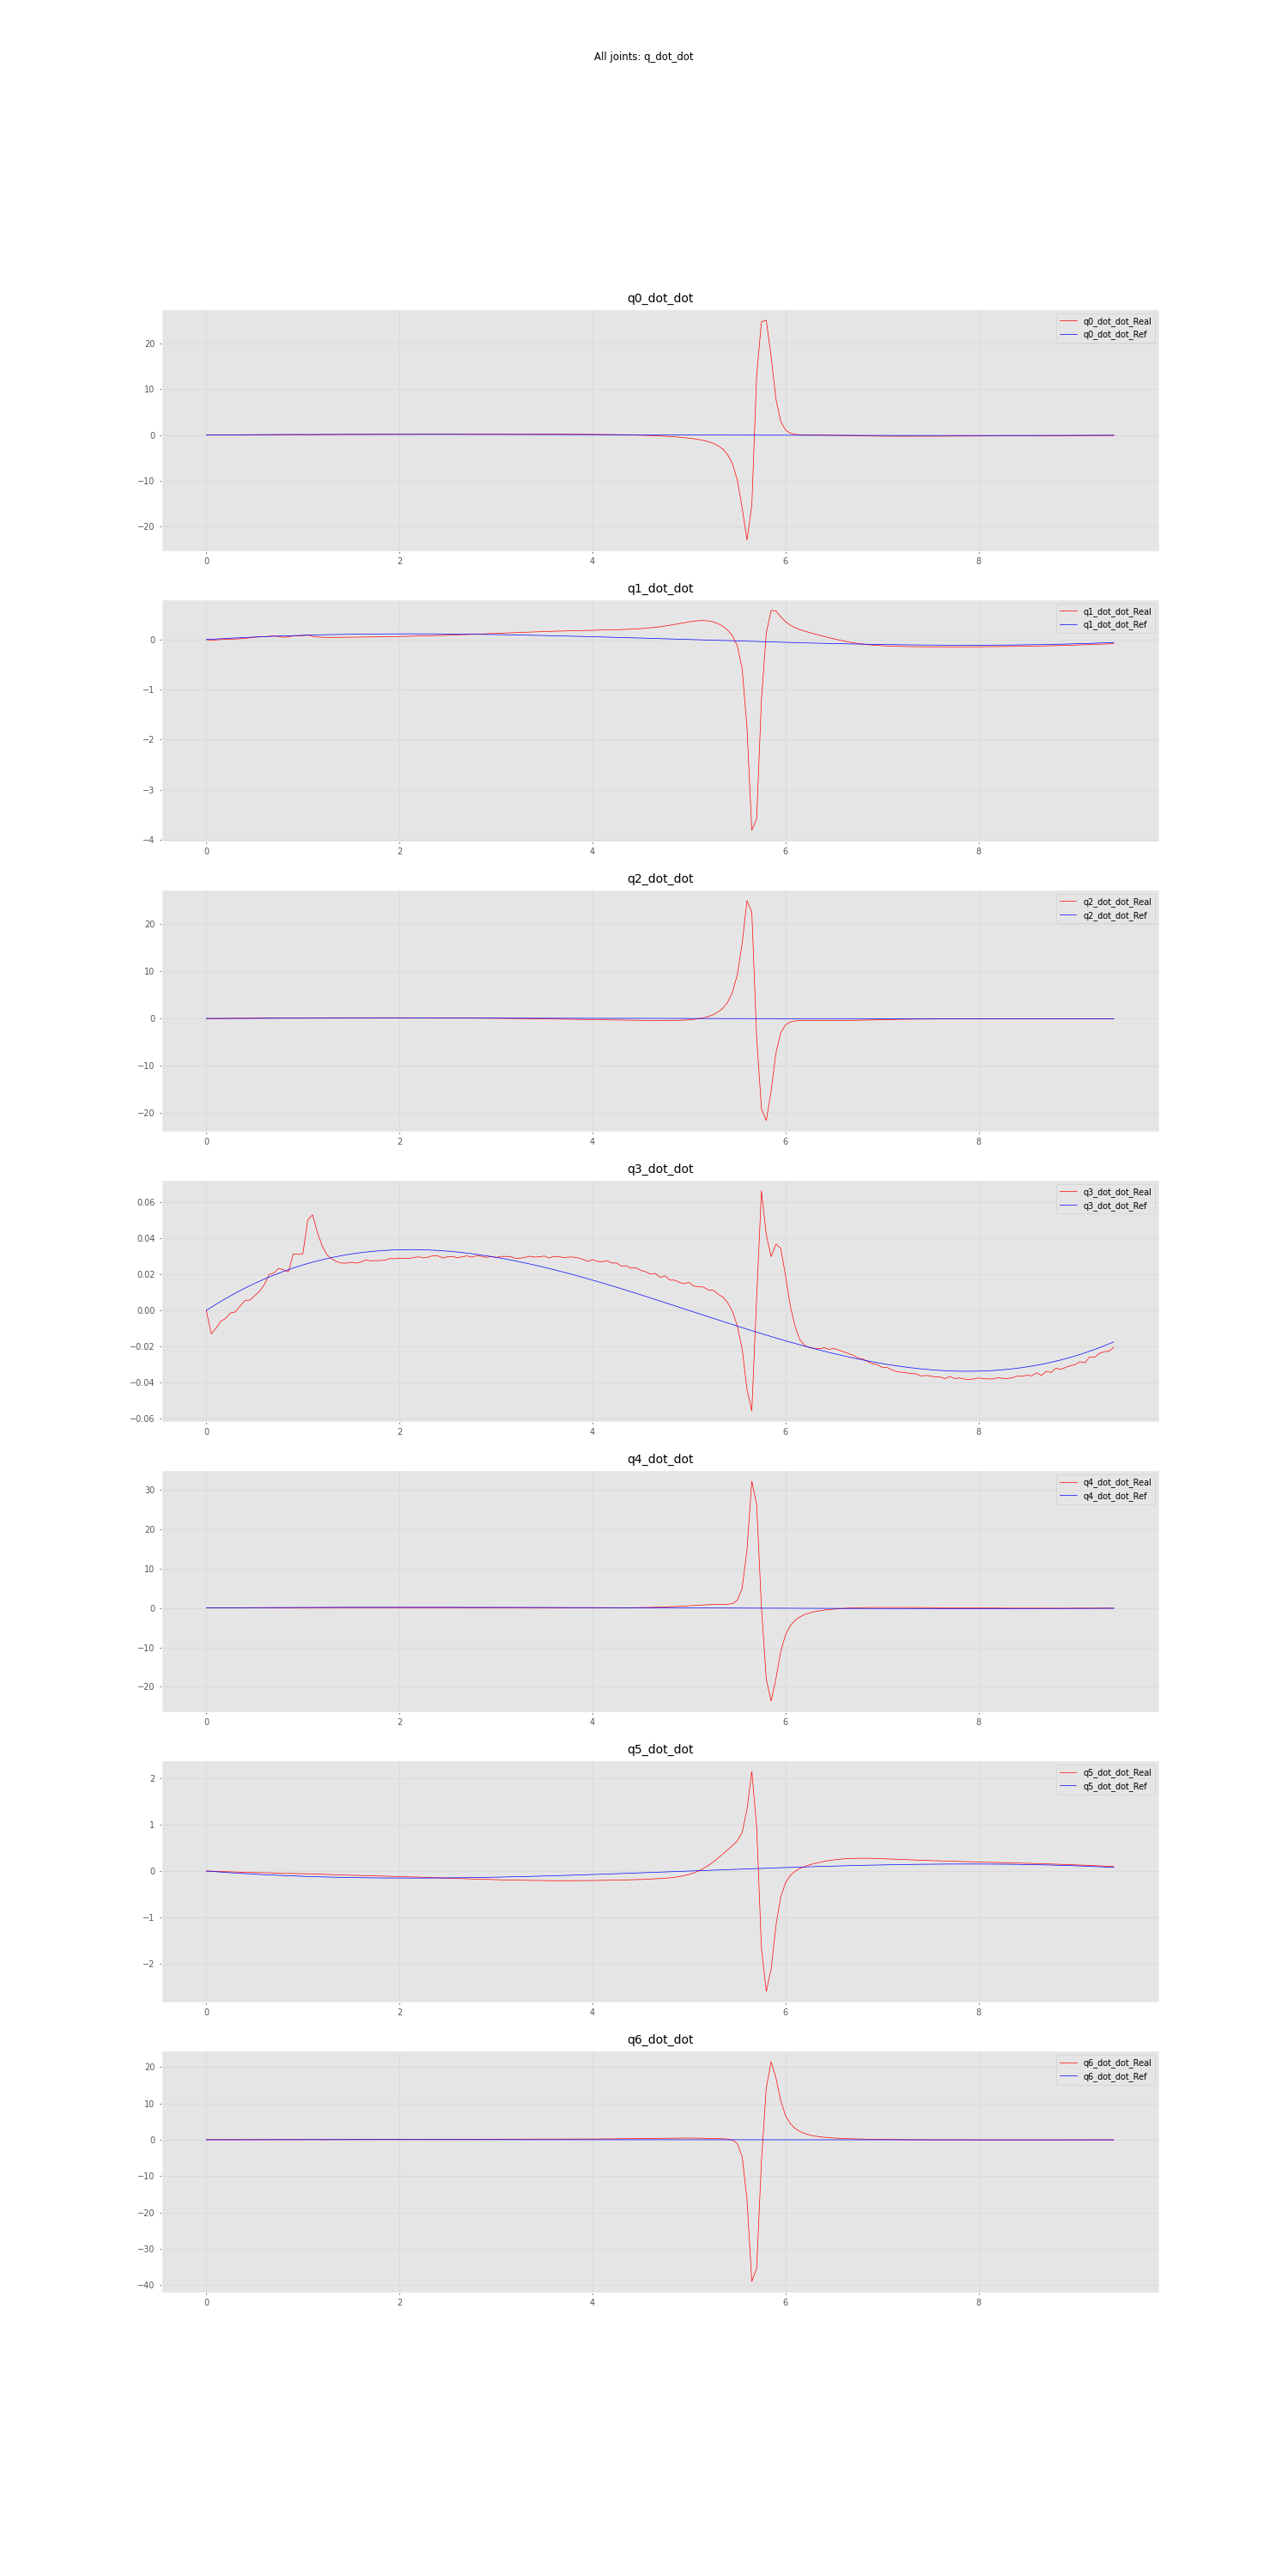 All joints: q_dot_dot
q0_dot_dot
q0_dot_dot_Real
q0_dot_dot_Ref
20
10
0
−10
−20
0 2 4 6 8
q1_dot_dot
q1_dot_dot_Real
q1_dot_dot_Ref
0
−1
−2
−3
−4
0 2 4 6 8
q2_dot_dot
q2_dot_dot_Real
q2_dot_dot_Ref
20
10
0
−10
−20
0 2 4 6 8
q3_dot_dot
q3_dot_dot_Real
q3_dot_dot_Ref
0.06
0.04
0.02
0.00
−0.02
−0.04
−0.06
0 2 4 6 8
q4_dot_dot
q4_dot_dot_Real
q4_dot_dot_Ref
30
20
10
0
−10
−20
0 2 4 6 8
q5_dot_dot
q5_dot_dot_Real
q5_dot_dot_Ref
2
1
0
−1
−2
0 2 4 6 8
q6_dot_dot
q6_dot_dot_Real
q6_dot_dot_Ref
20
10
0
−10
−20
−30
−40
0 2 4 6 8